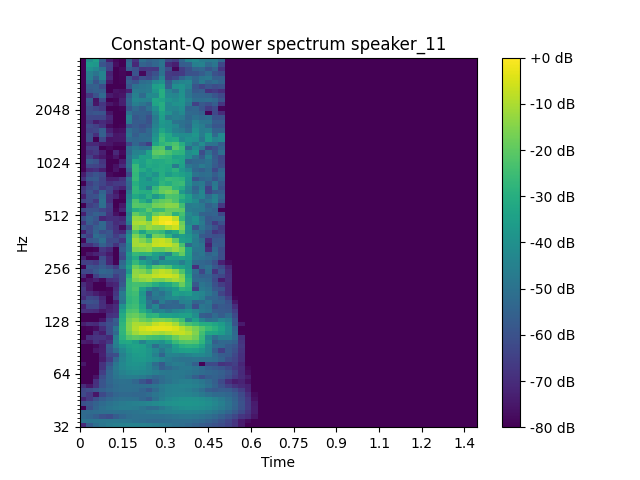 Constant-Q power spectrum speaker_11
Hz
2048
1024
512
256
128
64
32
0 0.15 0.3 0.45 0.6 0.75 0.9 1.1 1.2 1.4
Time
+0 dB
-10 dB
-20 dB
-30 dB
-40 dB
-50 dB
-60 dB
-70 dB
-80 dB